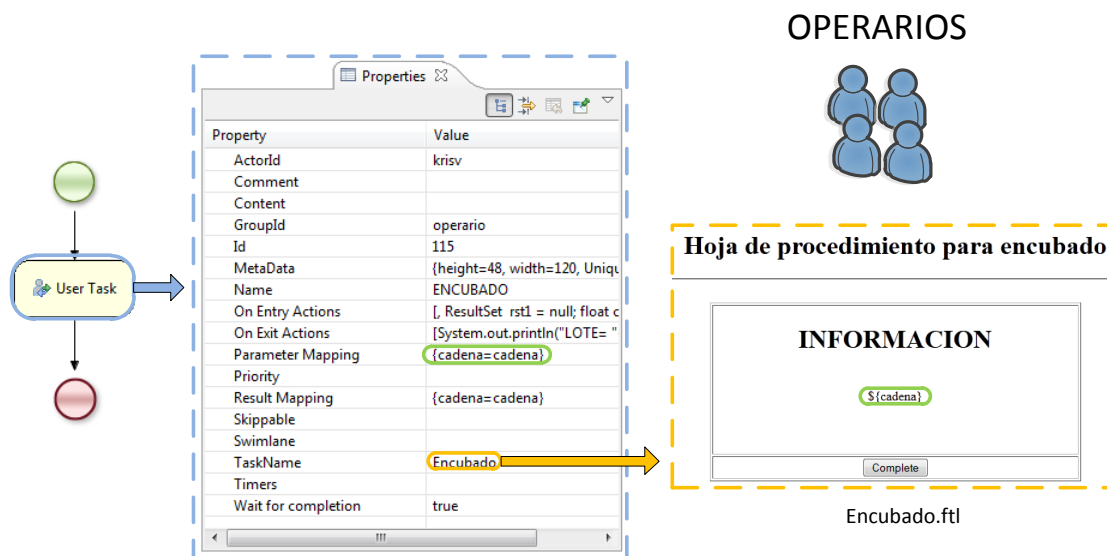 OPERARIOS
Properties
Property Value
ActorId krisv
Comment
Content
GroupId operario
Id 115
MetaData {height=48, width=120, Uniqu
Name ENCUBADO
On Entry Actions [, ResultSet rst1 = null; float c
On Exit Actions [System.out.println("LOTE= "
Parameter Mapping {cadena=cadena}
Priority
Result Mapping {cadena=cadena}
Skippable
Swimlane
TaskName Encubado
Timers
Wait for completion true
User Task
Hoja de procedimiento para encubado
INFORMACION
${cadena}
Complete
Encubado.ftl